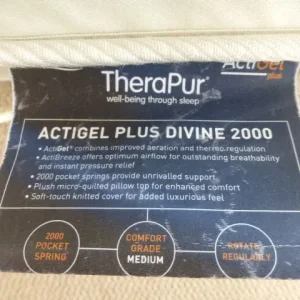 ActiGel
plus
TheraPur®
well-being through sleep
ACTIGEL PLUS DIVINE 2000
• ActiGel® combines improved aeration and thermo regulation
• ActiBreeze offers optimum airflow for outstanding breathability
and instant pressure relief
• 2000 pocket springs provide unrivalled support
• Plush micro-quilted pillow top for enhanced comfort
• Soft-touch knitted cover for added luxurious feel
2000
POCKET
SPRING
COMFORT
GRADE
MEDIUM
ROTATE
REGULARLY